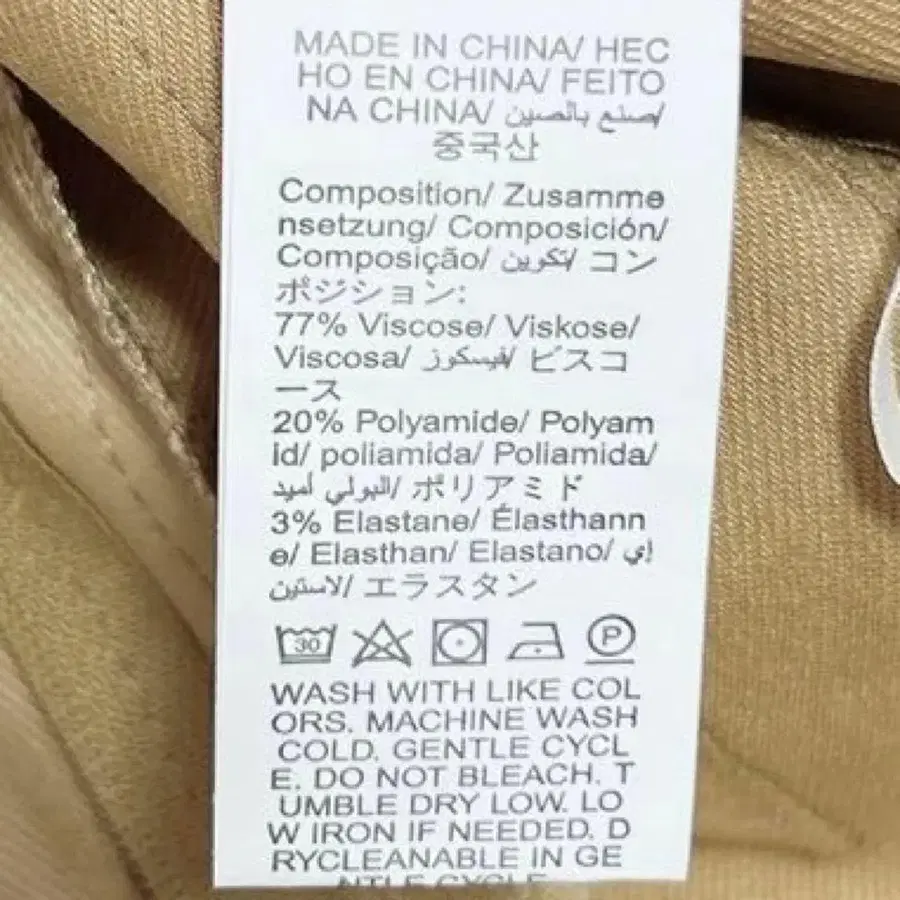 MADE IN CHINA/ HEC
HO EN CHINA/ FEITO
NA CHINA/ صنع بالصين/
중국산
Composition/ Zusamme
nsetzung/ Composición/
Composição/ تكوين/ コン
ポジション:
77% Viscose/ Viskose/
Viscosa/ فيسكوز/ ビスコ
ース
20% Polyamide/ Polyam
id/ poliamida/ Poliamida/
البولي أميد/ ポリアミド
3% Elastane/ Élasthann
e/ Elasthan/ Elastano/ إي
لاستين/ エラスタン
30 P
WASH WITH LIKE COL
ORS. MACHINE WASH
COLD. GENTLE CYCL
E. DO NOT BLEACH. T
UMBLE DRY LOW. LO
W IRON IF NEEDED. D
RYCLEANABLE IN GE
NTLE CYCLE